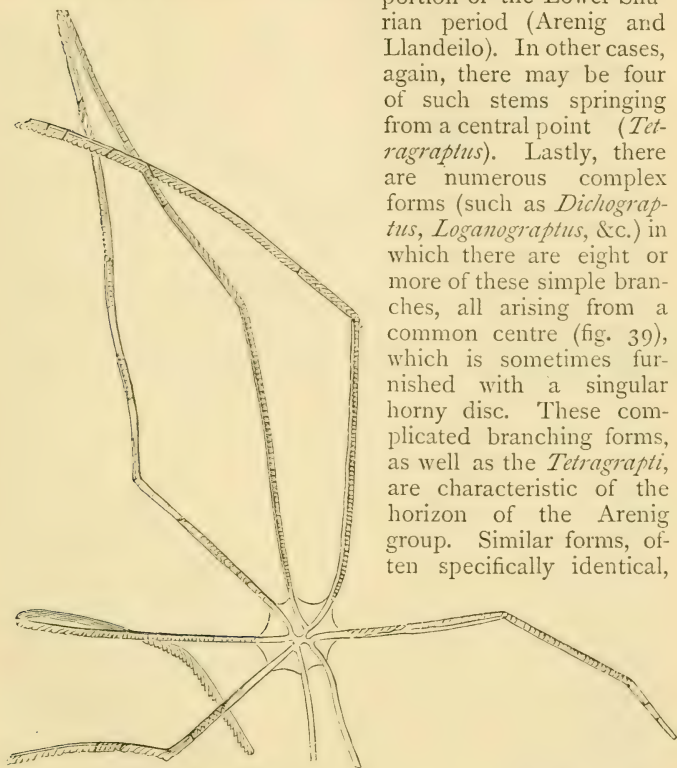 portion of the Lower Silu-
rian period (Arenig and
Llandeilo). In other cases,
again, there may be four
of such stems springing
from a central point (Tet-
ragraptus). Lastly, there
are numerous complex
forms (such as Dichograp-
tus, Loganograptus, &c.) in
which there are eight or
more of these simple bran-
ches, all arising from a
common centre (fig. 39),
which is sometimes fur-
nished with a singular
horny disc. These com-
plicated branching forms,
as well as the Tetragrapti,
are characteristic of the
horizon of the Arenig
group. Similar forms, of-
ten specifically identical,